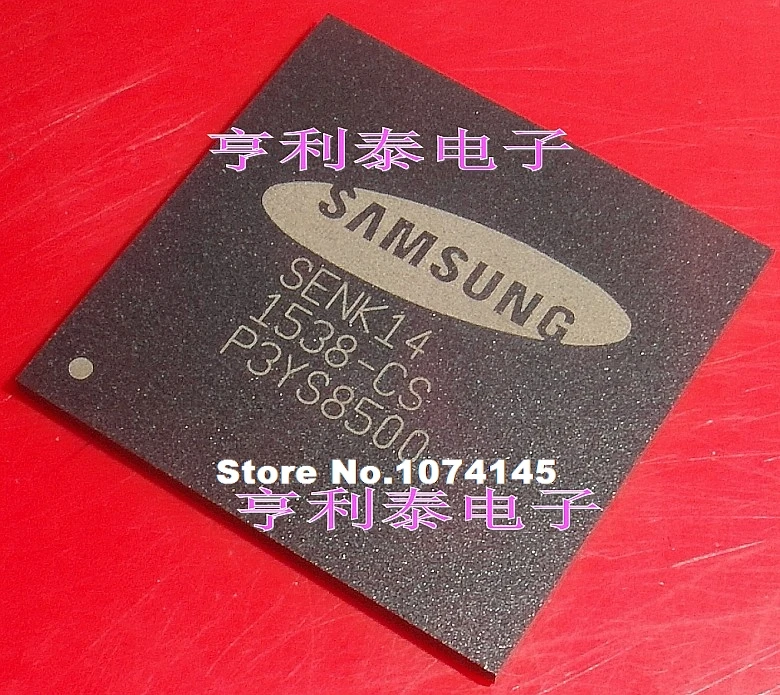 亨利泰电子
SAMSUNG
SENK14
1538-CS
P3YS8500
Store No.1074145
亨利泰电子